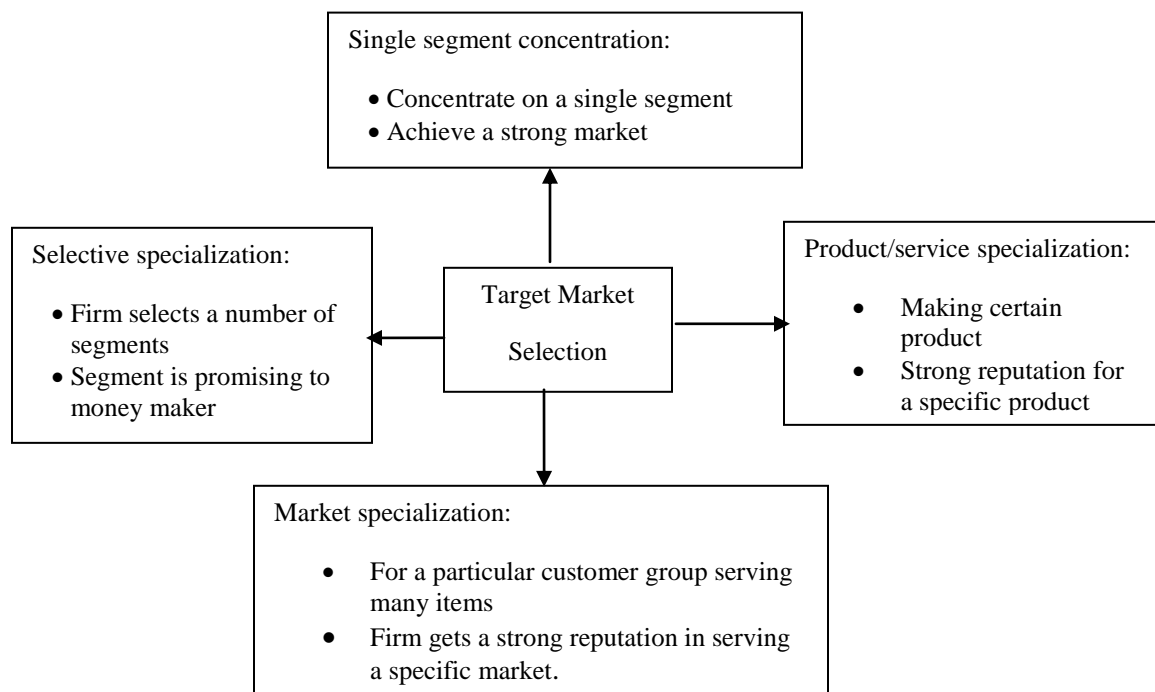 Single segment concentration:
• Concentrate on a single segment
• Achieve a strong market
Selective specialization:
• Firm selects a number of
segments
• Segment is promising to
money maker
Target Market
Selection
Product/service specialization:
• Making certain
product
• Strong reputation for
a specific product
Market specialization:
• For a particular customer group serving
many items
• Firm gets a strong reputation in serving
a specific market.